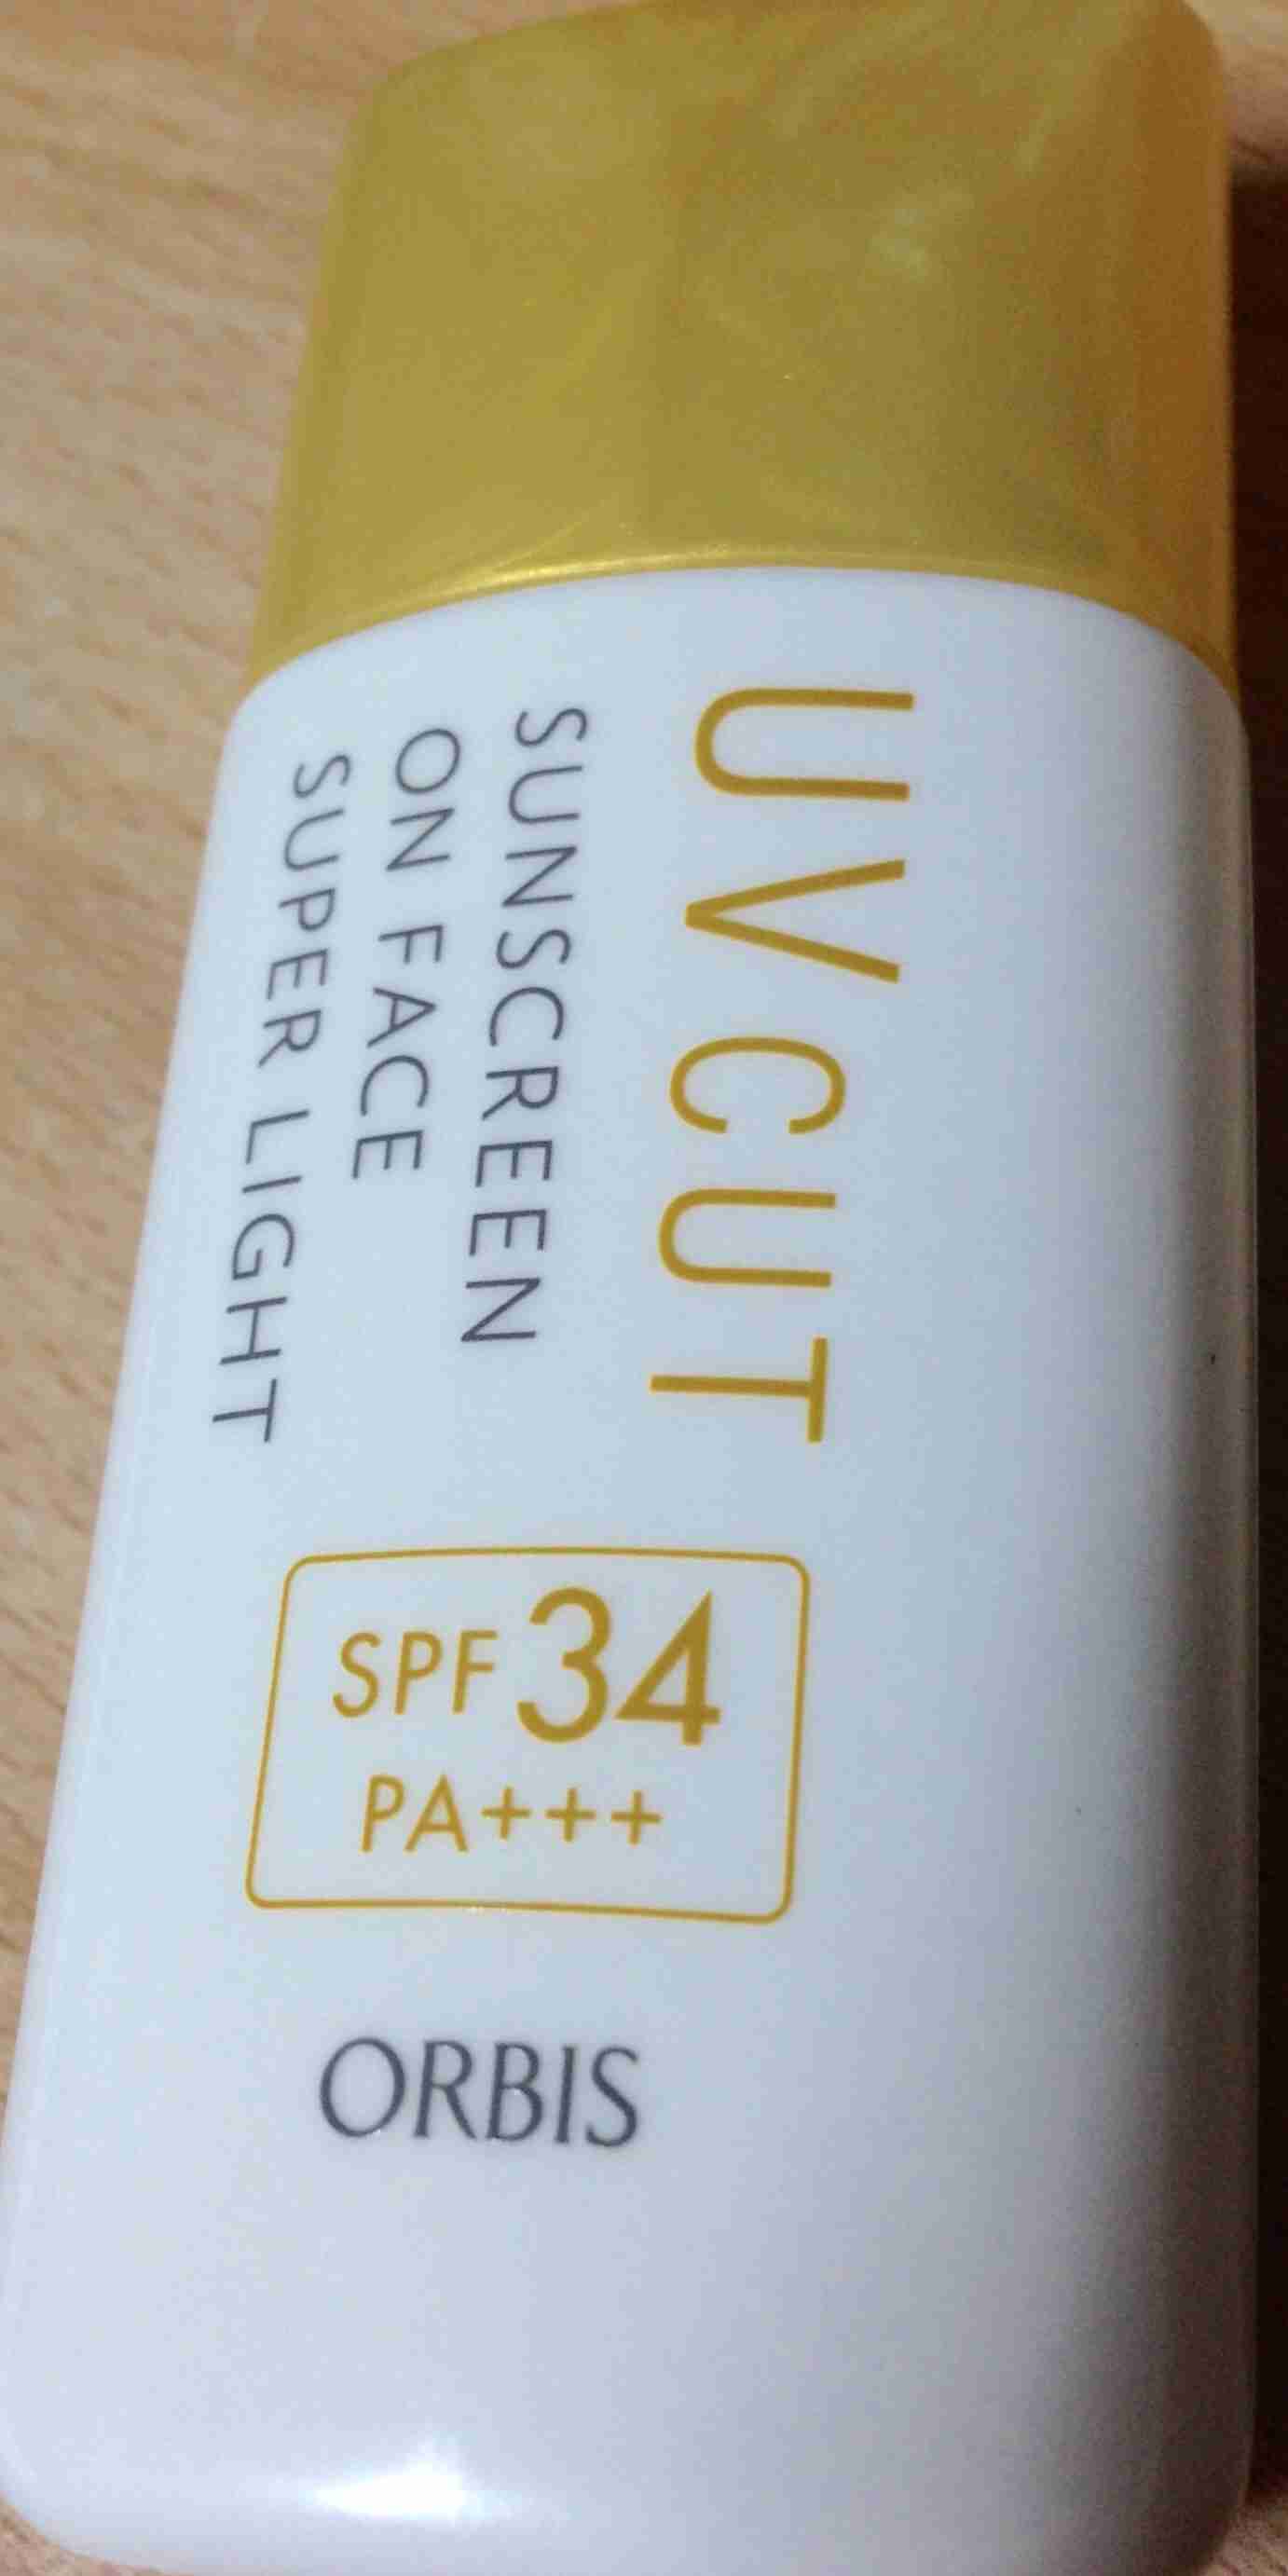 UV CUT
SUNSCREEN
ON FACE
SUPER LIGHT
SPF 34
PA+++
ORBIS